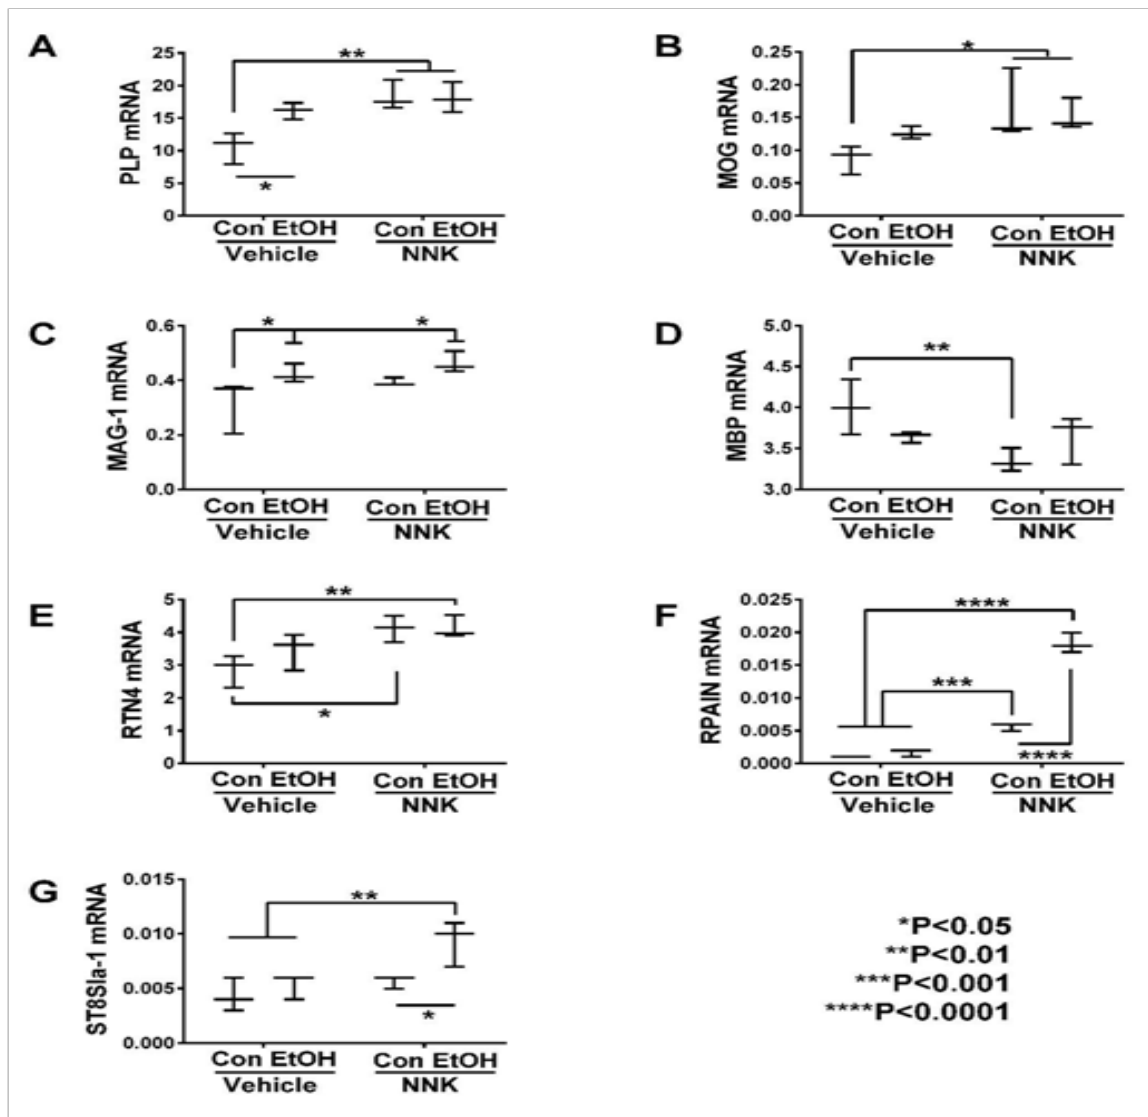 A
PLP mRNA
25
20
15
10
5
0
**
*
Con EtOH Con EtOH
Vehicle NNK
B
MOG mRNA
0.25
0.20
0.15
0.10
0.05
0.00
*
Con EtOH Con EtOH
Vehicle NNK
C
MAG-1 mRNA
0.6
0.4
0.2
0.0
* *
Con EtOH Con EtOH
Vehicle NNK
D
MBP mRNA
5.0
4.5
4.0
3.5
3.0
**
Con EtOH Con EtOH
Vehicle NNK
E
RTN4 mRNA
5
4
3
2
1
0
**
*
Con EtOH Con EtOH
Vehicle NNK
F
RPAIN mRNA
0.025
0.020
0.015
0.010
0.005
0.000
****
***
****
Con EtOH Con EtOH
Vehicle NNK
G
ST8SIa-1 mRNA
0.015
0.010
0.005
0.000
**
*
Con EtOH Con EtOH
Vehicle NNK
*P<0.05
**P<0.01
***P<0.001
****P<0.0001